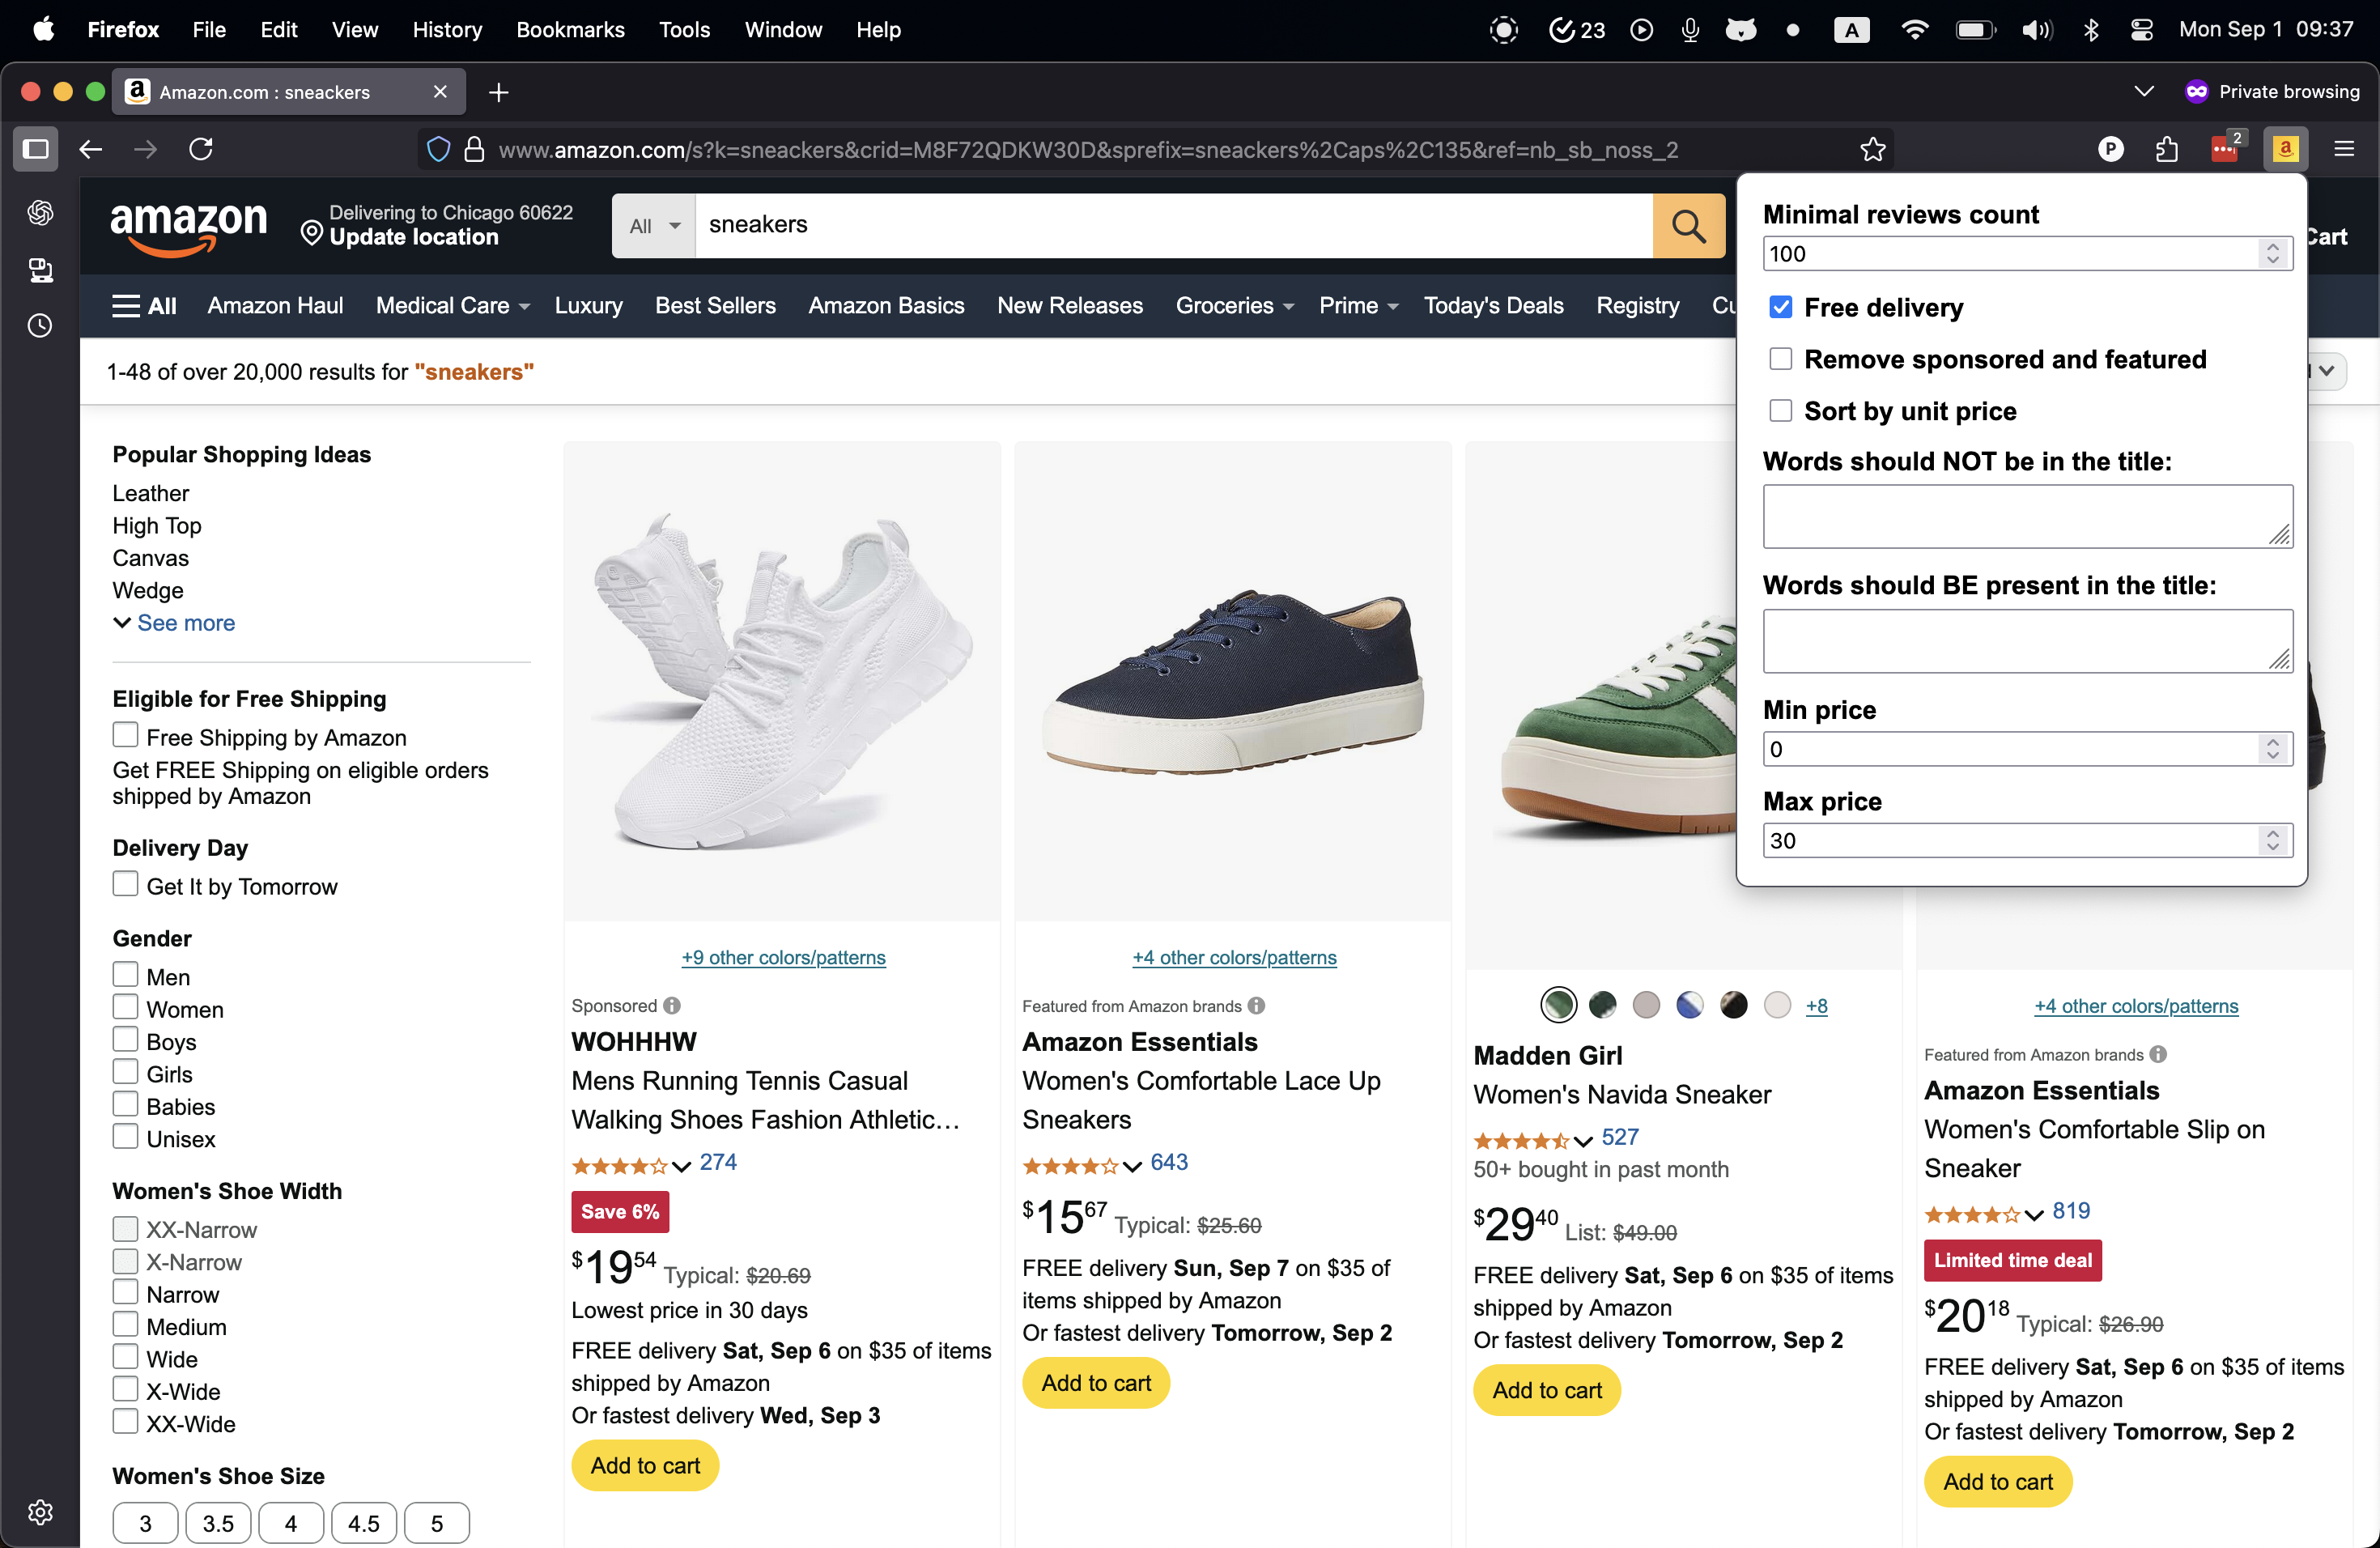 Firefox File Edit View History Bookmarks Tools Window Help
23
A
Mon Sep 1 09:37
Amazon.com : sneackers
Private browsing
www.amazon.com/s?k=sneackers&crid=M8F72QDKW30D&sprefix=sneackers%2Caps%2C135&ref=nb_sb_noss_2
P
2
a
amazon
Delivering to Chicago 60622
Update location
All
sneakers
Cart
All Amazon Haul Medical Care Luxury Best Sellers Amazon Basics New Releases Groceries Prime Today's Deals Registry
1-48 of over 20,000 results for "sneakers"
Minimal reviews count
100
Free delivery
Remove sponsored and featured
Sort by unit price
Words should NOT be in the title:
Words should BE present in the title:
Min price
0
Max price
30
Popular Shopping Ideas
Leather
High Top
Canvas
Wedge
See more
Eligible for Free Shipping
Free Shipping by Amazon
Get FREE Shipping on eligible orders
shipped by Amazon
Delivery Day
Get It by Tomorrow
Gender
Men
Women
Boys
Girls
Babies
Unisex
Women's Shoe Width
XX-Narrow
X-Narrow
Narrow
Medium
Wide
X-Wide
XX-Wide
Women's Shoe Size
3 3.5 4 4.5 5
+9 other colors/patterns
Sponsored
WOHHHW
Mens Running Tennis Casual
Walking Shoes Fashion Athletic…
274
Save 6%
$19 54 Typical: $20.69
Lowest price in 30 days
FREE delivery Sat, Sep 6 on $35 of items
shipped by Amazon
Or fastest delivery Wed, Sep 3
Add to cart
+4 other colors/patterns
Featured from Amazon brands
Amazon Essentials
Women's Comfortable Lace Up
Sneakers
643
$15 67 Typical: $25.60
FREE delivery Sun, Sep 7 on $35 of
items shipped by Amazon
Or fastest delivery Tomorrow, Sep 2
Add to cart
+8
Madden Girl
Women's Navida Sneaker
527
50+ bought in past month
$29 40 List: $49.00
FREE delivery Sat, Sep 6 on $35 of items
shipped by Amazon
Or fastest delivery Tomorrow, Sep 2
Add to cart
+4 other colors/patterns
Featured from Amazon brands
Amazon Essentials
Women's Comfortable Slip on
Sneaker
819
Limited time deal
$20 18 Typical: $26.90
FREE delivery Sat, Sep 6 on $35 of items
shipped by Amazon
Or fastest delivery Tomorrow, Sep 2
Add to cart